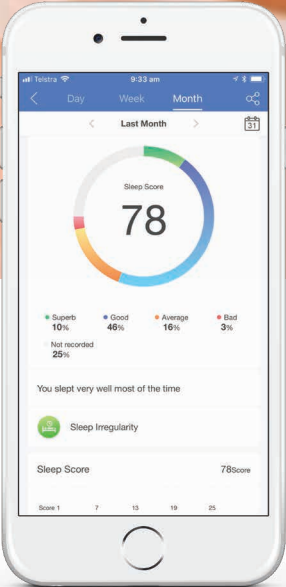 Telstra 9:33 am
Day Week Month
Last Month 31
Sleep Score
78
Superb Good Average Bad
10% 46% 16% 3%
Not recorded
25%
You slept very well most of the time
Sleep Irregularity
Sleep Score 78Score
Score 1 7 13 19 25